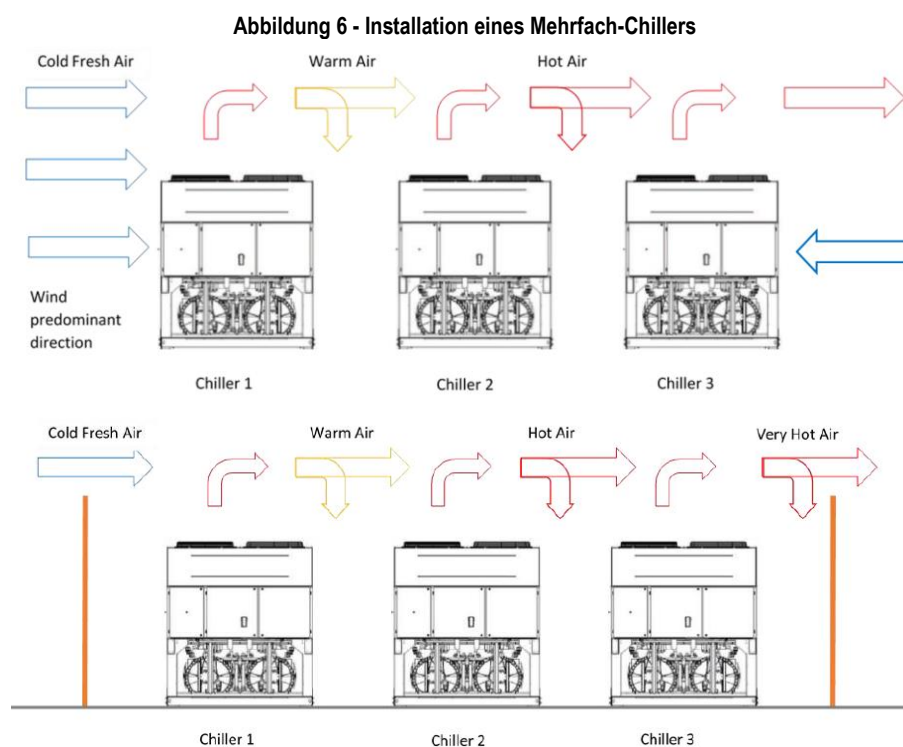 Abbildung 6 - Installation eines Mehrfach-Chillers
Cold Fresh Air
Warm Air
Hot Air
Wind
predominant
direction
Chiller 1
Chiller 2
Chiller 3
Cold Fresh Air
Warm Air
Hot Air
Very Hot Air
Chiller 1
Chiller 2
Chiller 3